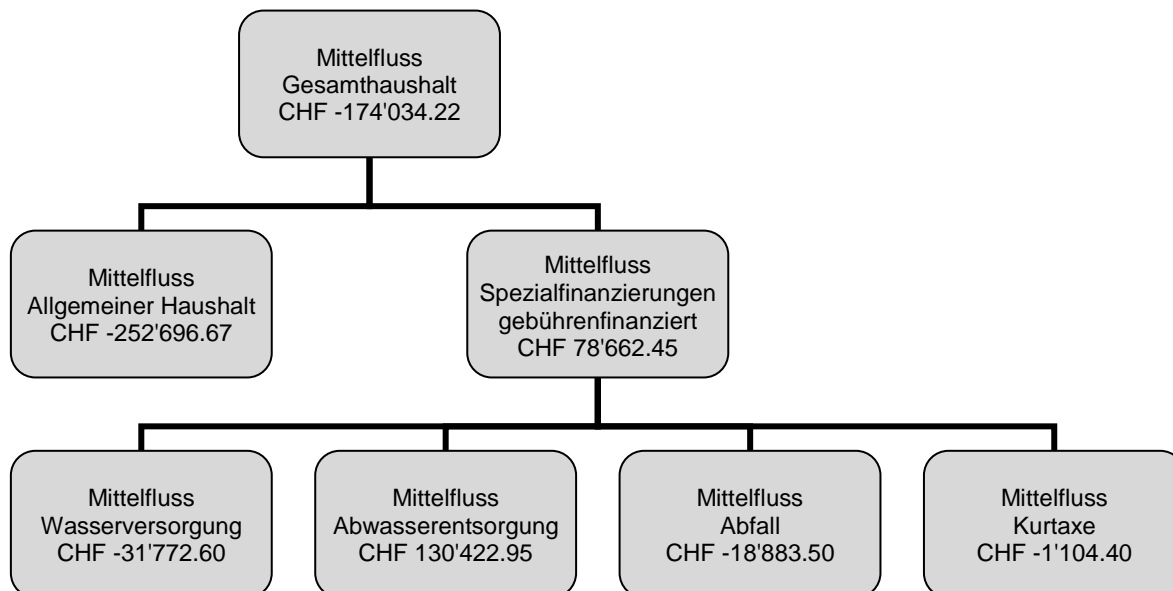 Mittelfluss
Gesamthaushalt
CHF -174'034.22
Mittelfluss
Allgemeiner Haushalt
CHF -252'696.67
Mittelfluss
Spezialfinanzierungen
gebührenfinanziert
CHF 78'662.45
Mittelfluss
Wasserversorgung
CHF -31'772.60
Mittelfluss
Abwasserentsorgung
CHF 130'422.95
Mittelfluss
Abfall
CHF -18'883.50
Mittelfluss
Kurtaxe
CHF -1'104.40